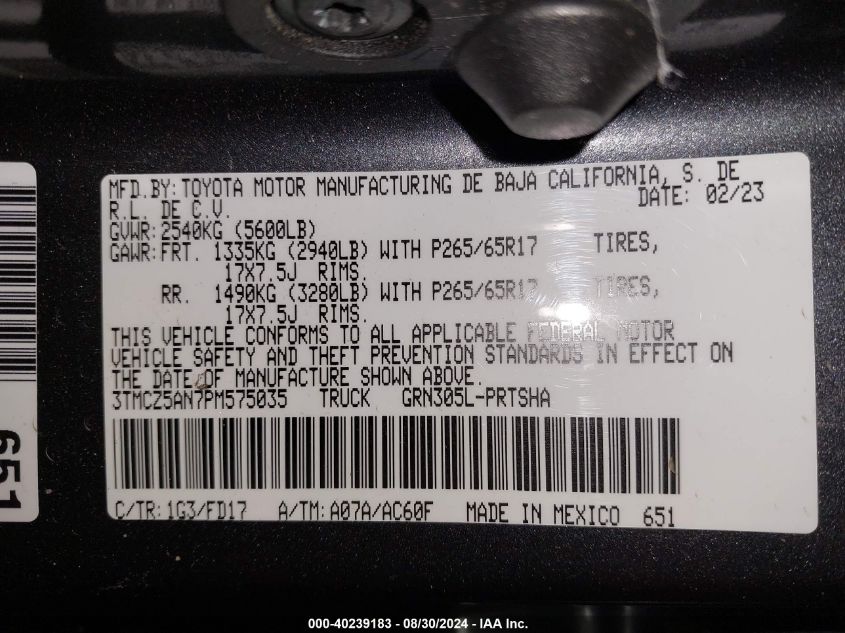 MFD.BY: TOYOTA MOTOR MANUFACTURING DE BAJA CALIFORNIA, S. DE
R.L. DE C.V. DATE: 02/23
GVWR: 2540KG (5600LB)
GAWR: FRT. 1335KG (2940LB) WITH P265/65R17 TIRES,
17X7.5J RIMS.
RR. 1490KG (3280LB) WITH P265/65R17 TIRES,
17X7.5J RIMS.
THIS VEHICLE CONFORMS TO ALL APPLICABLE FEDERAL MOTOR
VEHICLE SAFETY AND THEFT PREVENTION STANDARDS IN EFFECT ON
THE DATE OF MANUFACTURE SHOWN ABOVE.
3TMCZ5AN7PM575035 TRUCK GRN305L-PRTSHA
C/TR: 1G3/FD17 A/TM: A07A/AC60F MADE IN MEXICO 651
651
000-40239183 - 08/30/2024 - IAA Inc.